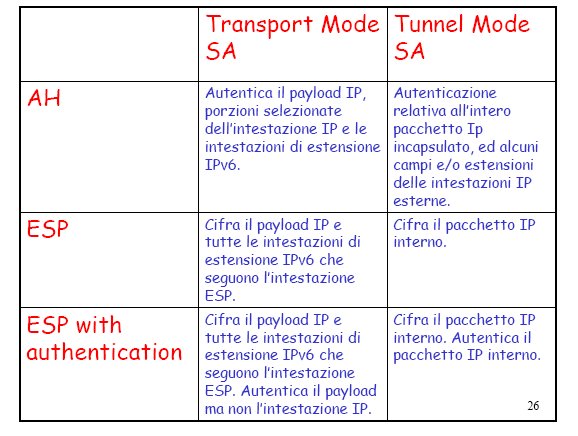 Transport Mode
SA
Tunnel Mode
SA
AH
Autentica il payload IP,
porzioni selezionate
dell'intestazione IP e le
intestazioni di estensione
IPv6.
Autenticazione
relativa all'intero
pacchetto Ip
incapsulato, ed alcuni
campi e/o estensioni
delle intestazioni IP
esterne.
ESP
Cifra il payload IP e
tutte le intestazioni di
estensione IPv6 che
seguono l'intestazione
ESP.
Cifra il pacchetto IP
interno.
ESP with
authentication
Cifra il payload IP e
tutte le intestazioni di
estensione IPv6 che
seguono l'intestazione
ESP. Autentica il payload
ma non l'intestazione IP.
Cifra il pacchetto IP
interno. Autentica il
pacchetto IP interno.
26